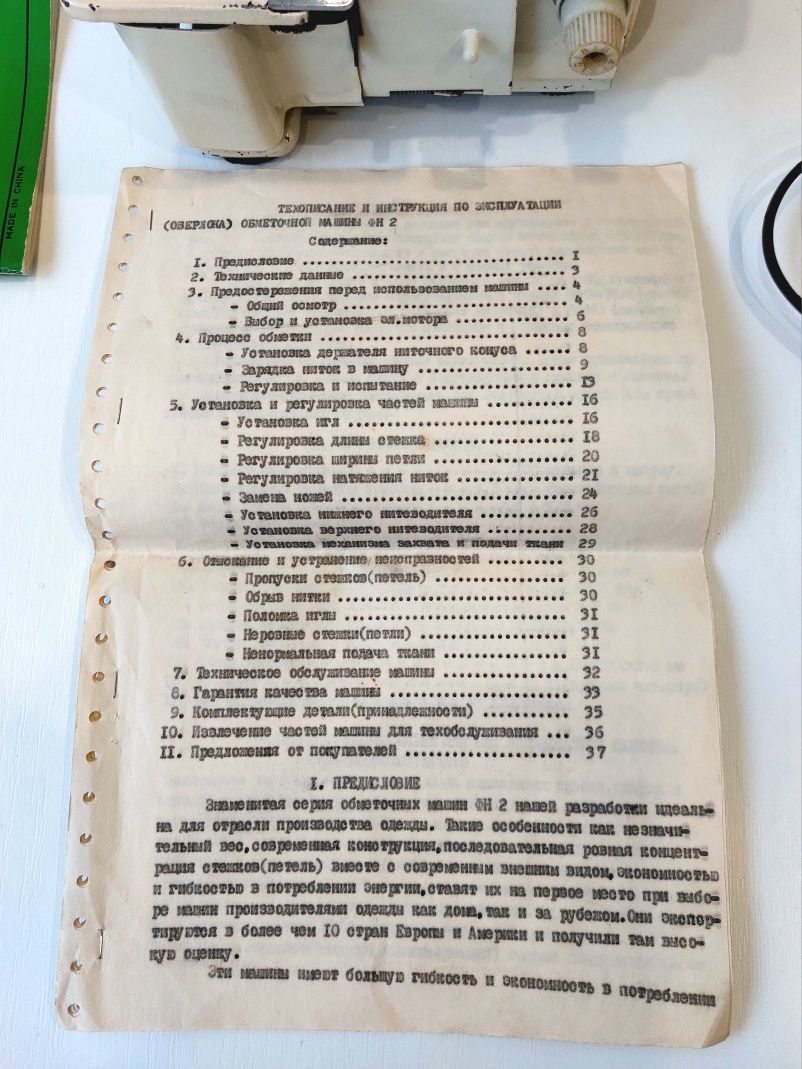 MADE IN CHINA
ТЕХОПИСАНИЕ И ИНСТРУКЦИЯ ПО ЭКСПЛУАТАЦИИ
(ОВЕРЛОКА) ОБМЕТОЧНОЙ МАШИНЫ ФН 2
Содержание:
I. Предисловие ........................................ I
2. Технические данные ................................ 3
3. Предостережения перед использованием машины .... 4
- Общий осмотр ................................ 4
- Выбор и установка эл.мотора ................ 6
4. Процесс обметки .................................... 8
- Установка держателя ниточного конуса ...... 8
- Зарядка ниток в машину ...................... 9
- Регулировка и испытание .................... I3
5. Установка и регулировка частей машины ............ I6
- Установка игл ................................ I6
- Регулировка длины стежка .................... I8
- Регулировка ширины петли .................... 20
- Регулировка натяжения ниток ................ 2I
- Замена ножей ................................ 24
- Установка нижнего нитеводителя .............. 26
- Установка верхнего нитеводителя ............ 28
- Установка механизма захвата и подачи ткани 29
6. Отыскание и устранение неисправностей .......... 30
- Пропуски стежков(петель) .................... 30
- Обрыв нитки .................................. 30
- Поломка иглы ................................ 3I
- Неровные стежки(петли) ...................... 3I
- Ненормальная подача ткани .................. 3I
7. Техническое обслуживание машины .................. 32
8. Гарантия качества машины .......................... 33
9. Комплектующие детали(принадлежности) ............ 35
IO. Извлечение частей машины для техобслуживания ... 36
II. Предложения от покупателей ...................... 37
I. ПРЕДИСЛОВИЕ
Знаменитая серия обметочных машин ФН 2 нашей разработки идеаль-
на для отрасли производства одежды. Такие особенности как незначи-
тельный вес,современная конструкция,последовательная ровная концент-
рация стежков(петель) вместе с современным внешним видом,экономностью
и гибкостью в потреблении энергии,ставят их на первое место при выбо-
ре машин производителями одежды как дома,так и за рубежом.Они экспор-
тируются в более чем IO стран Европы и Америки и получили там высо-
кую оценку.
Эти машины имеют большую гибкость и экономность в потреблении